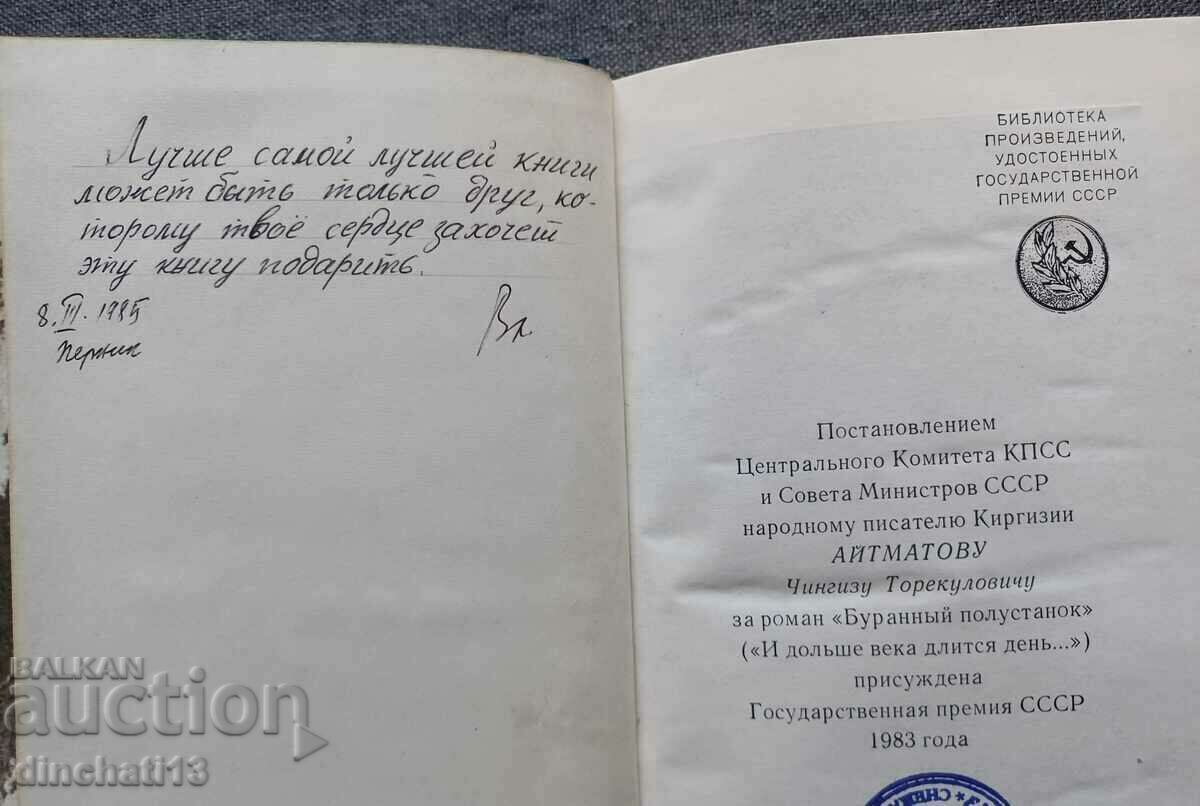 Лучше самой лучшей книги
может быть только друг, ко-
торому твоё сердце захочет
эту книгу подарить.
8.III.1985
Перник
Вл.
БИБЛИОТЕКА
ПРОИЗВЕДЕНИЙ,
УДОСТОЕННЫХ
ГОСУДАРСТВЕННОЙ
ПРЕМИИ СССР
Постановлением
Центрального Комитета КПСС
и Совета Министров СССР
народному писателю Киргизии
АЙТМАТОВУ
Чингизу Торекуловичу
за роман «Буранный полустанок»
(«И дольше века длится день...»)
присуждена
Государственная премия СССР
1983 года
BALKAN
auction
dinchati13